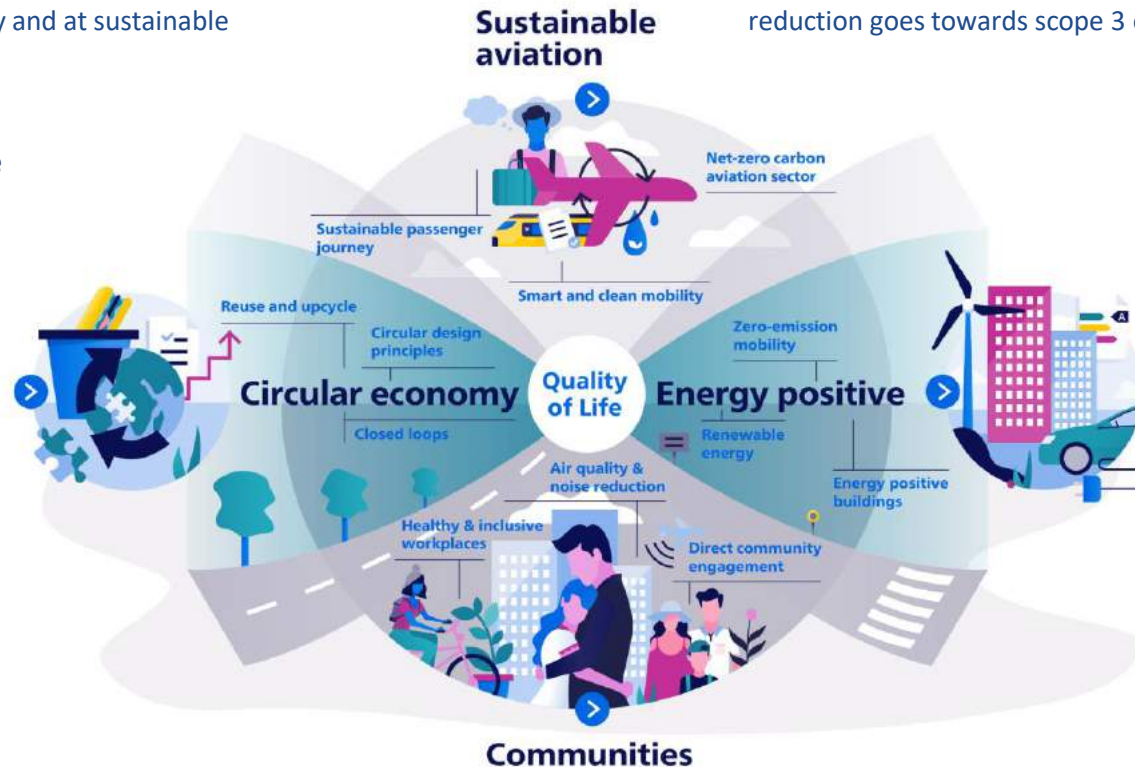 y and at sustainable
reduction goes towards scope 3
Sustainable
aviation
Net-zero carbon
aviation sector
Sustainable passenger
journey
Smart and clean mobility
Reuse and upcycle
Circular design
principles
Zero-emission
mobility
Circular economy
Quality
of Life
Energy positive
Closed loops
Renewable
energy
Air quality &
noise reduction
Energy positive
buildings
Healthy & inclusive
workplaces
Direct community
engagement
A
Communities